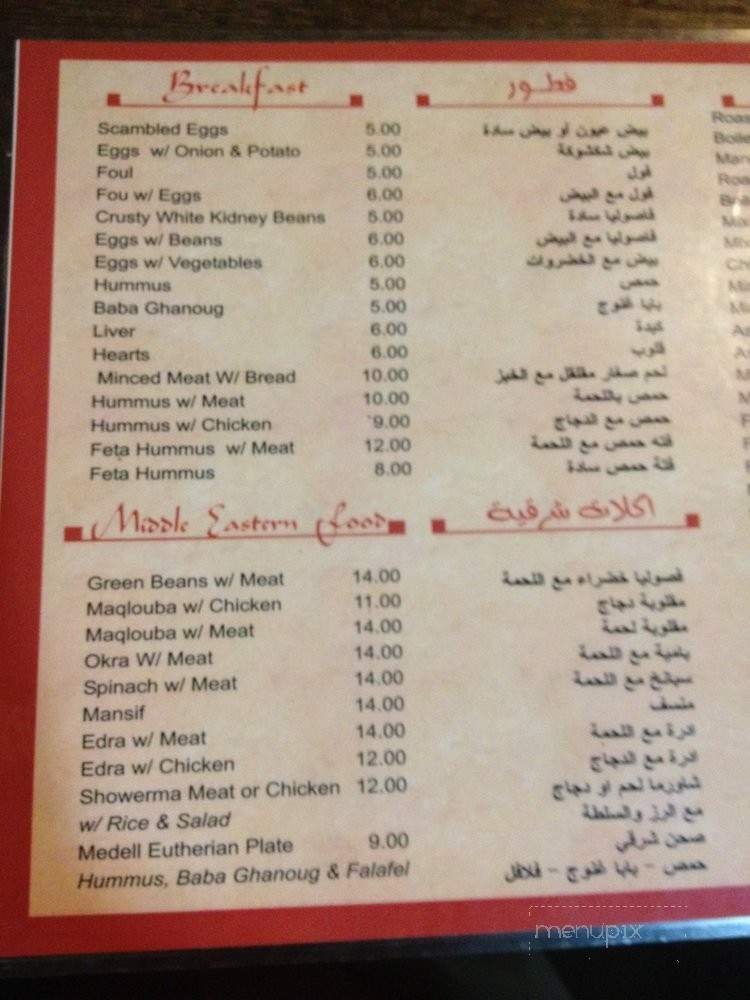 Breakfast فطور
Scambled Eggs 5.00 بيض عيون أو بيض سادة
Eggs w/ Onion & Potato 5.00 بيض شكشوكة
Foul 5.00 فول
Fou w/ Eggs 6.00 فول مع البيض
Crusty White Kidney Beans 5.00 فاصوليا سادة
Eggs w/ Beans 6.00 فاصوليا مع البيض
Eggs w/ Vegetables 6.00 بيض مع الخضروات
Hummus 5.00 حمص
Baba Ghanoug 5.00 بابا غنوج
Liver 6.00 كبدة
Hearts 6.00 قلوب
Minced Meat W/ Bread 10.00 لحم صغار مقلقل مع الخبز
Hummus w/ Meat 10.00 حمص باللحمة
Hummus w/ Chicken 9.00 حمص مع الدجاج
Feta Hummus w/ Meat 12.00 فته حمص مع اللحمة
Feta Hummus 8.00 فتة حمص سادة
Middle Eastern Food اكلات شرقية
Green Beans w/ Meat 14.00 فصوليا خضراء مع اللحمة
Maqlouba w/ Chicken 11.00 مقلوبة دجاج
Maqlouba w/ Meat 14.00 مقلوبة لحمة
Okra W/ Meat 14.00 بامية مع اللحمة
Spinach w/ Meat 14.00 سبانخ مع اللحمة
Mansif 14.00 منسف
Edra w/ Meat 14.00 ادرة مع اللحمة
Edra w/ Chicken 12.00 ادرة مع الدجاج
Showerma Meat or Chicken 12.00 شاورما لحم او دجاج
w/ Rice & Salad مع الرز والسلطة
Medell Eutherian Plate 9.00 صحن شرقي
Hummus, Baba Ghanoug & Falafel حمص - بابا غنوج - فلافل
menupix